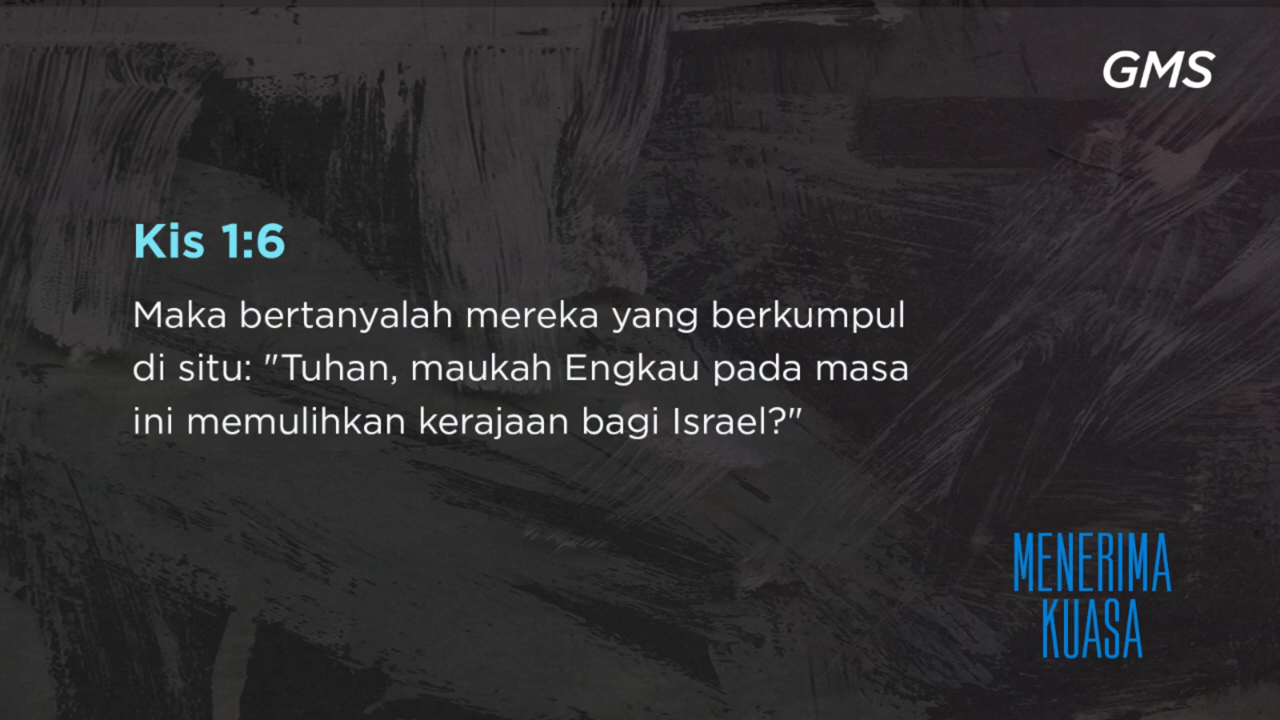 GMS
Kis 1:6
Maka bertanyalah mereka yang berkumpul
di situ: "Tuhan, maukah Engkau pada masa
ini memulihkan kerajaan bagi Israel?"
MENERIMA
KUASA